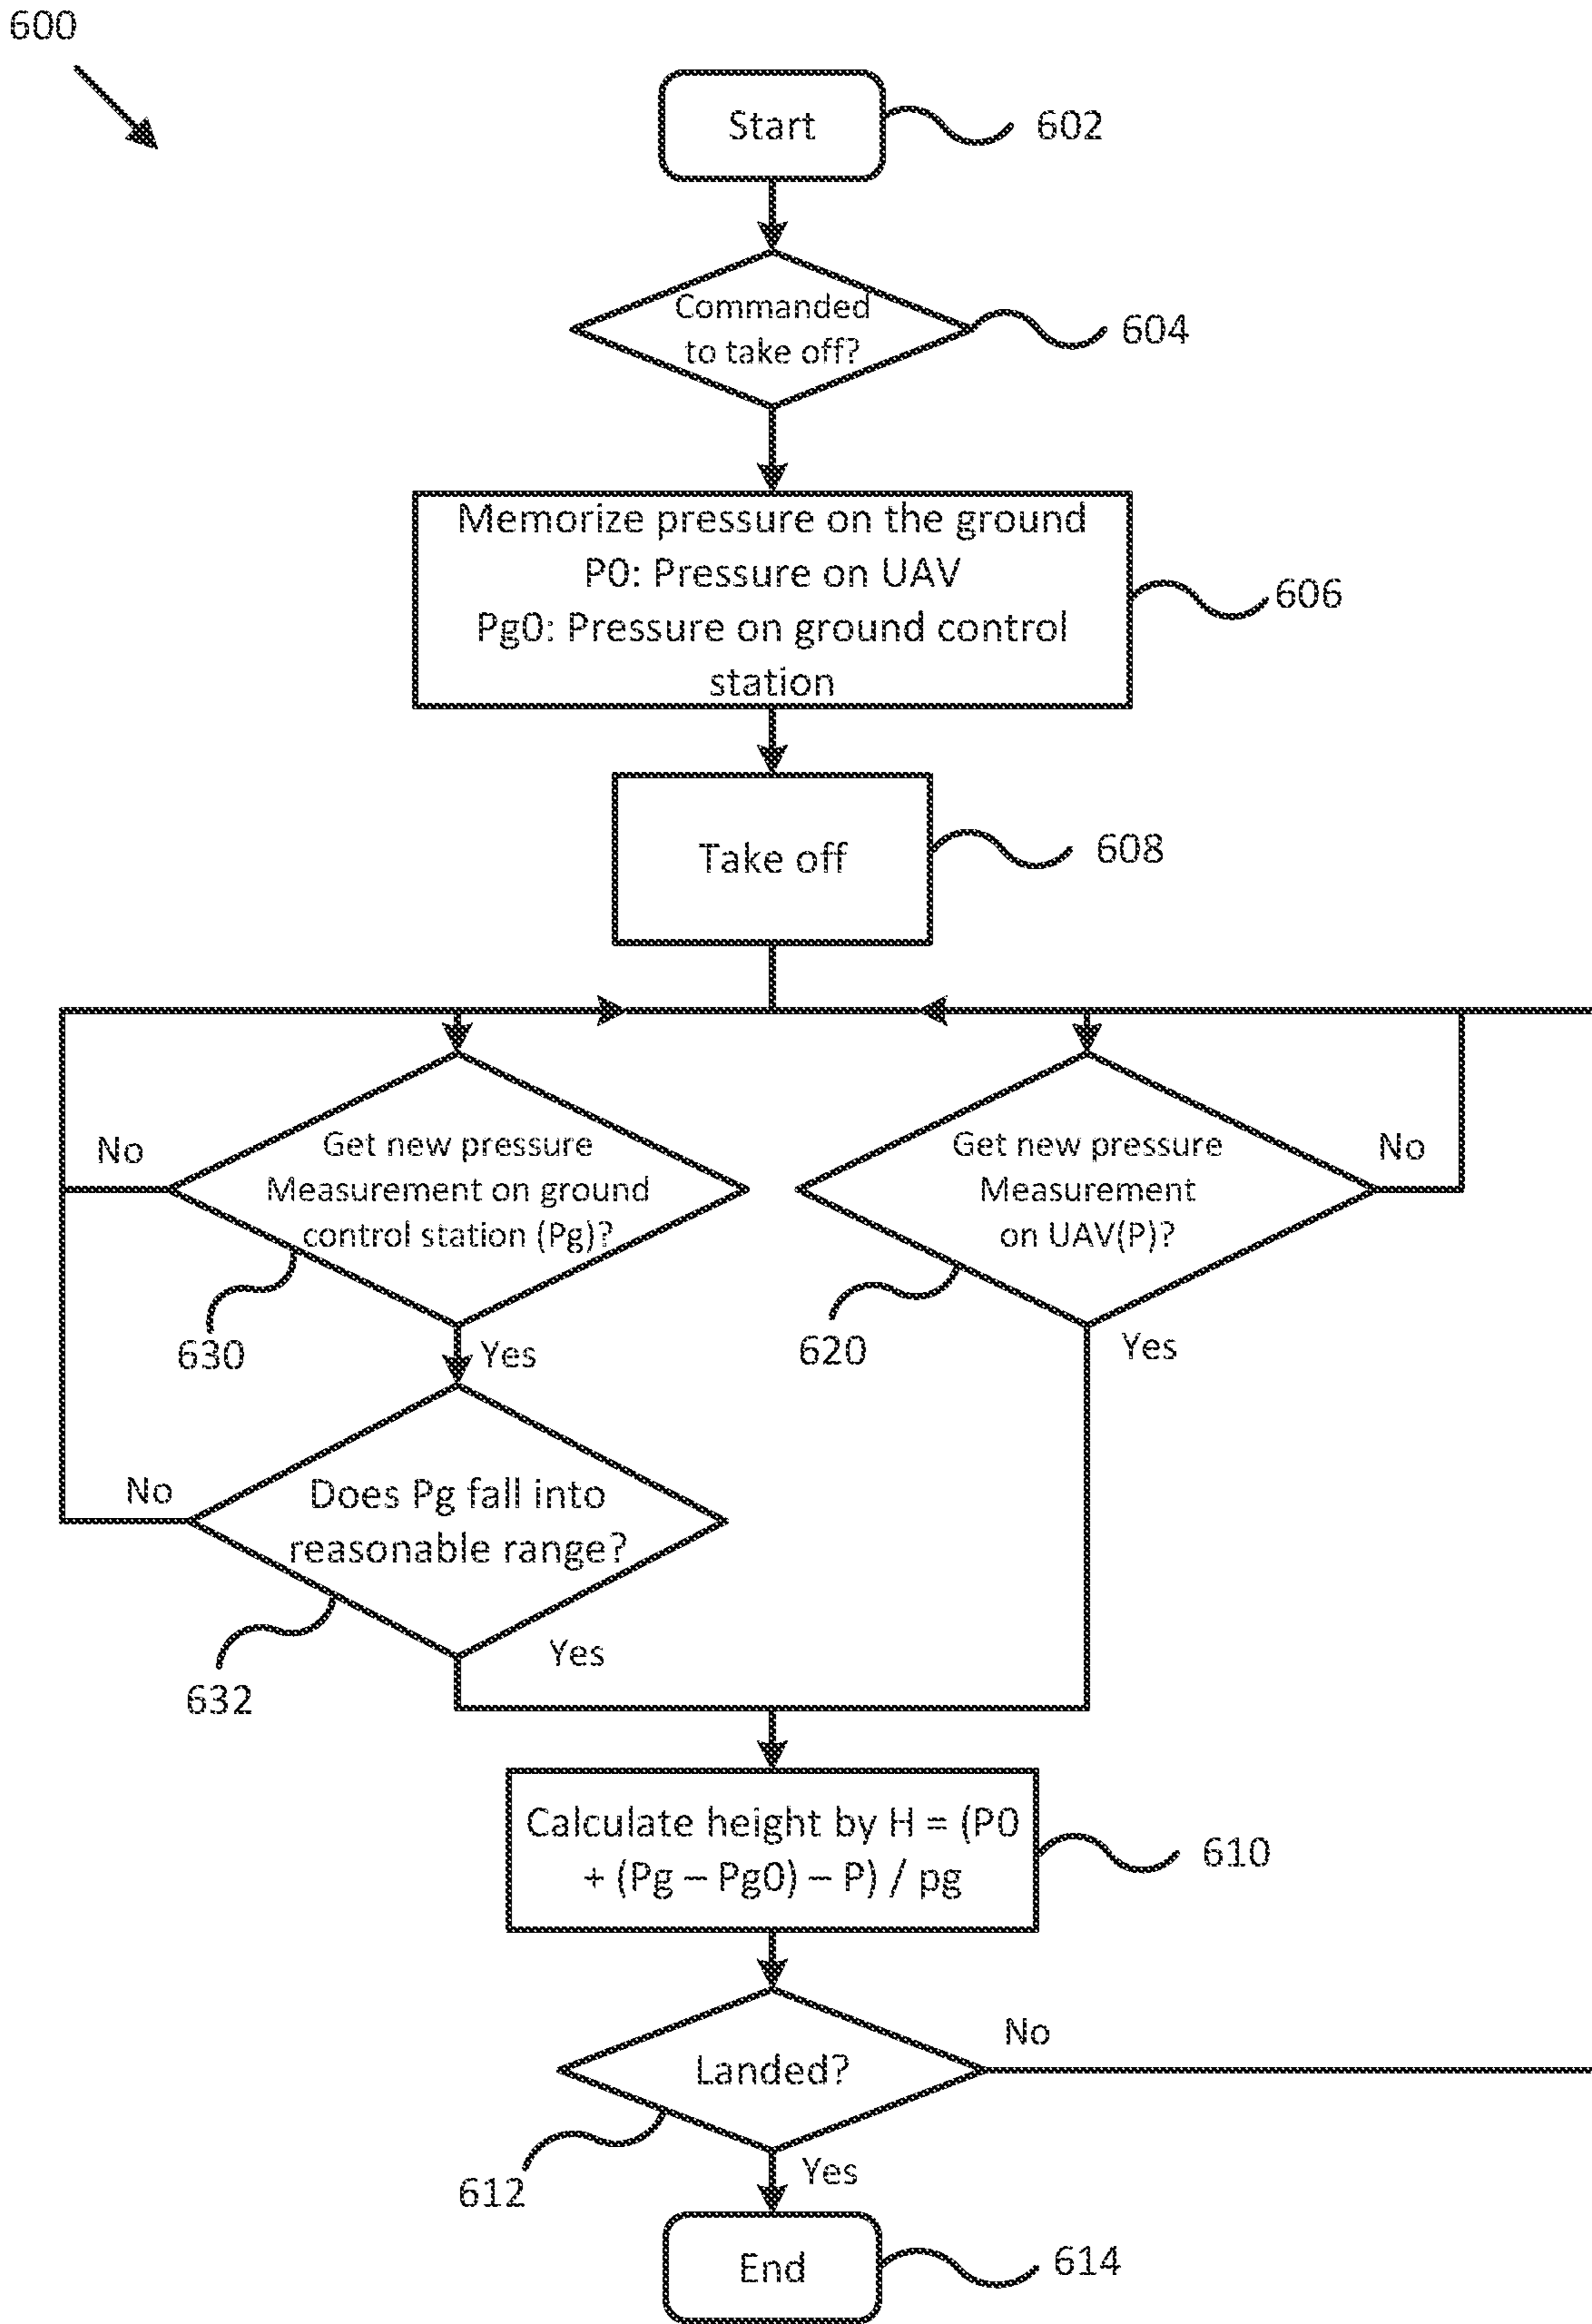 600
Start
602
Commanded
to take off?
604
Memorize pressure on the ground
P0: Pressure on UAV
Pg0: Pressure on ground control
station
606
Take off
608
No
Get new pressure
Measurement on ground
control station (Pg)?
630
Yes
Get new pressure
Measurement
on UAV(P)?
No
620
Yes
No
Does Pg fall into
reasonable range?
632
Yes
Calculate height by H = (P0
+ (Pg – Pg0) – P) / pg
610
Landed?
No
612
Yes
End
614